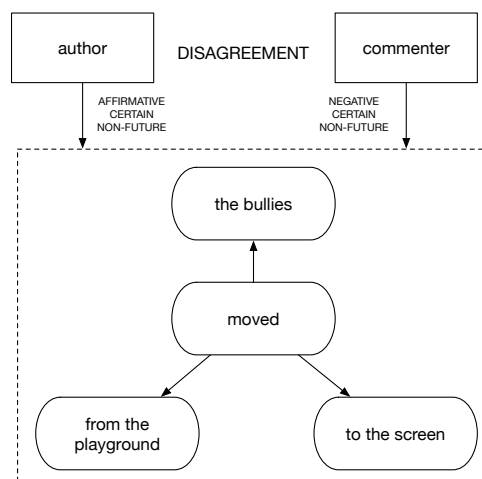 author
DISAGREEMENT
commenter
AFFIRMATIVE
CERTAIN
NON-FUTURE
NEGATIVE
CERTAIN
NON-FUTURE
the bullies
moved
from the
playground
to the screen